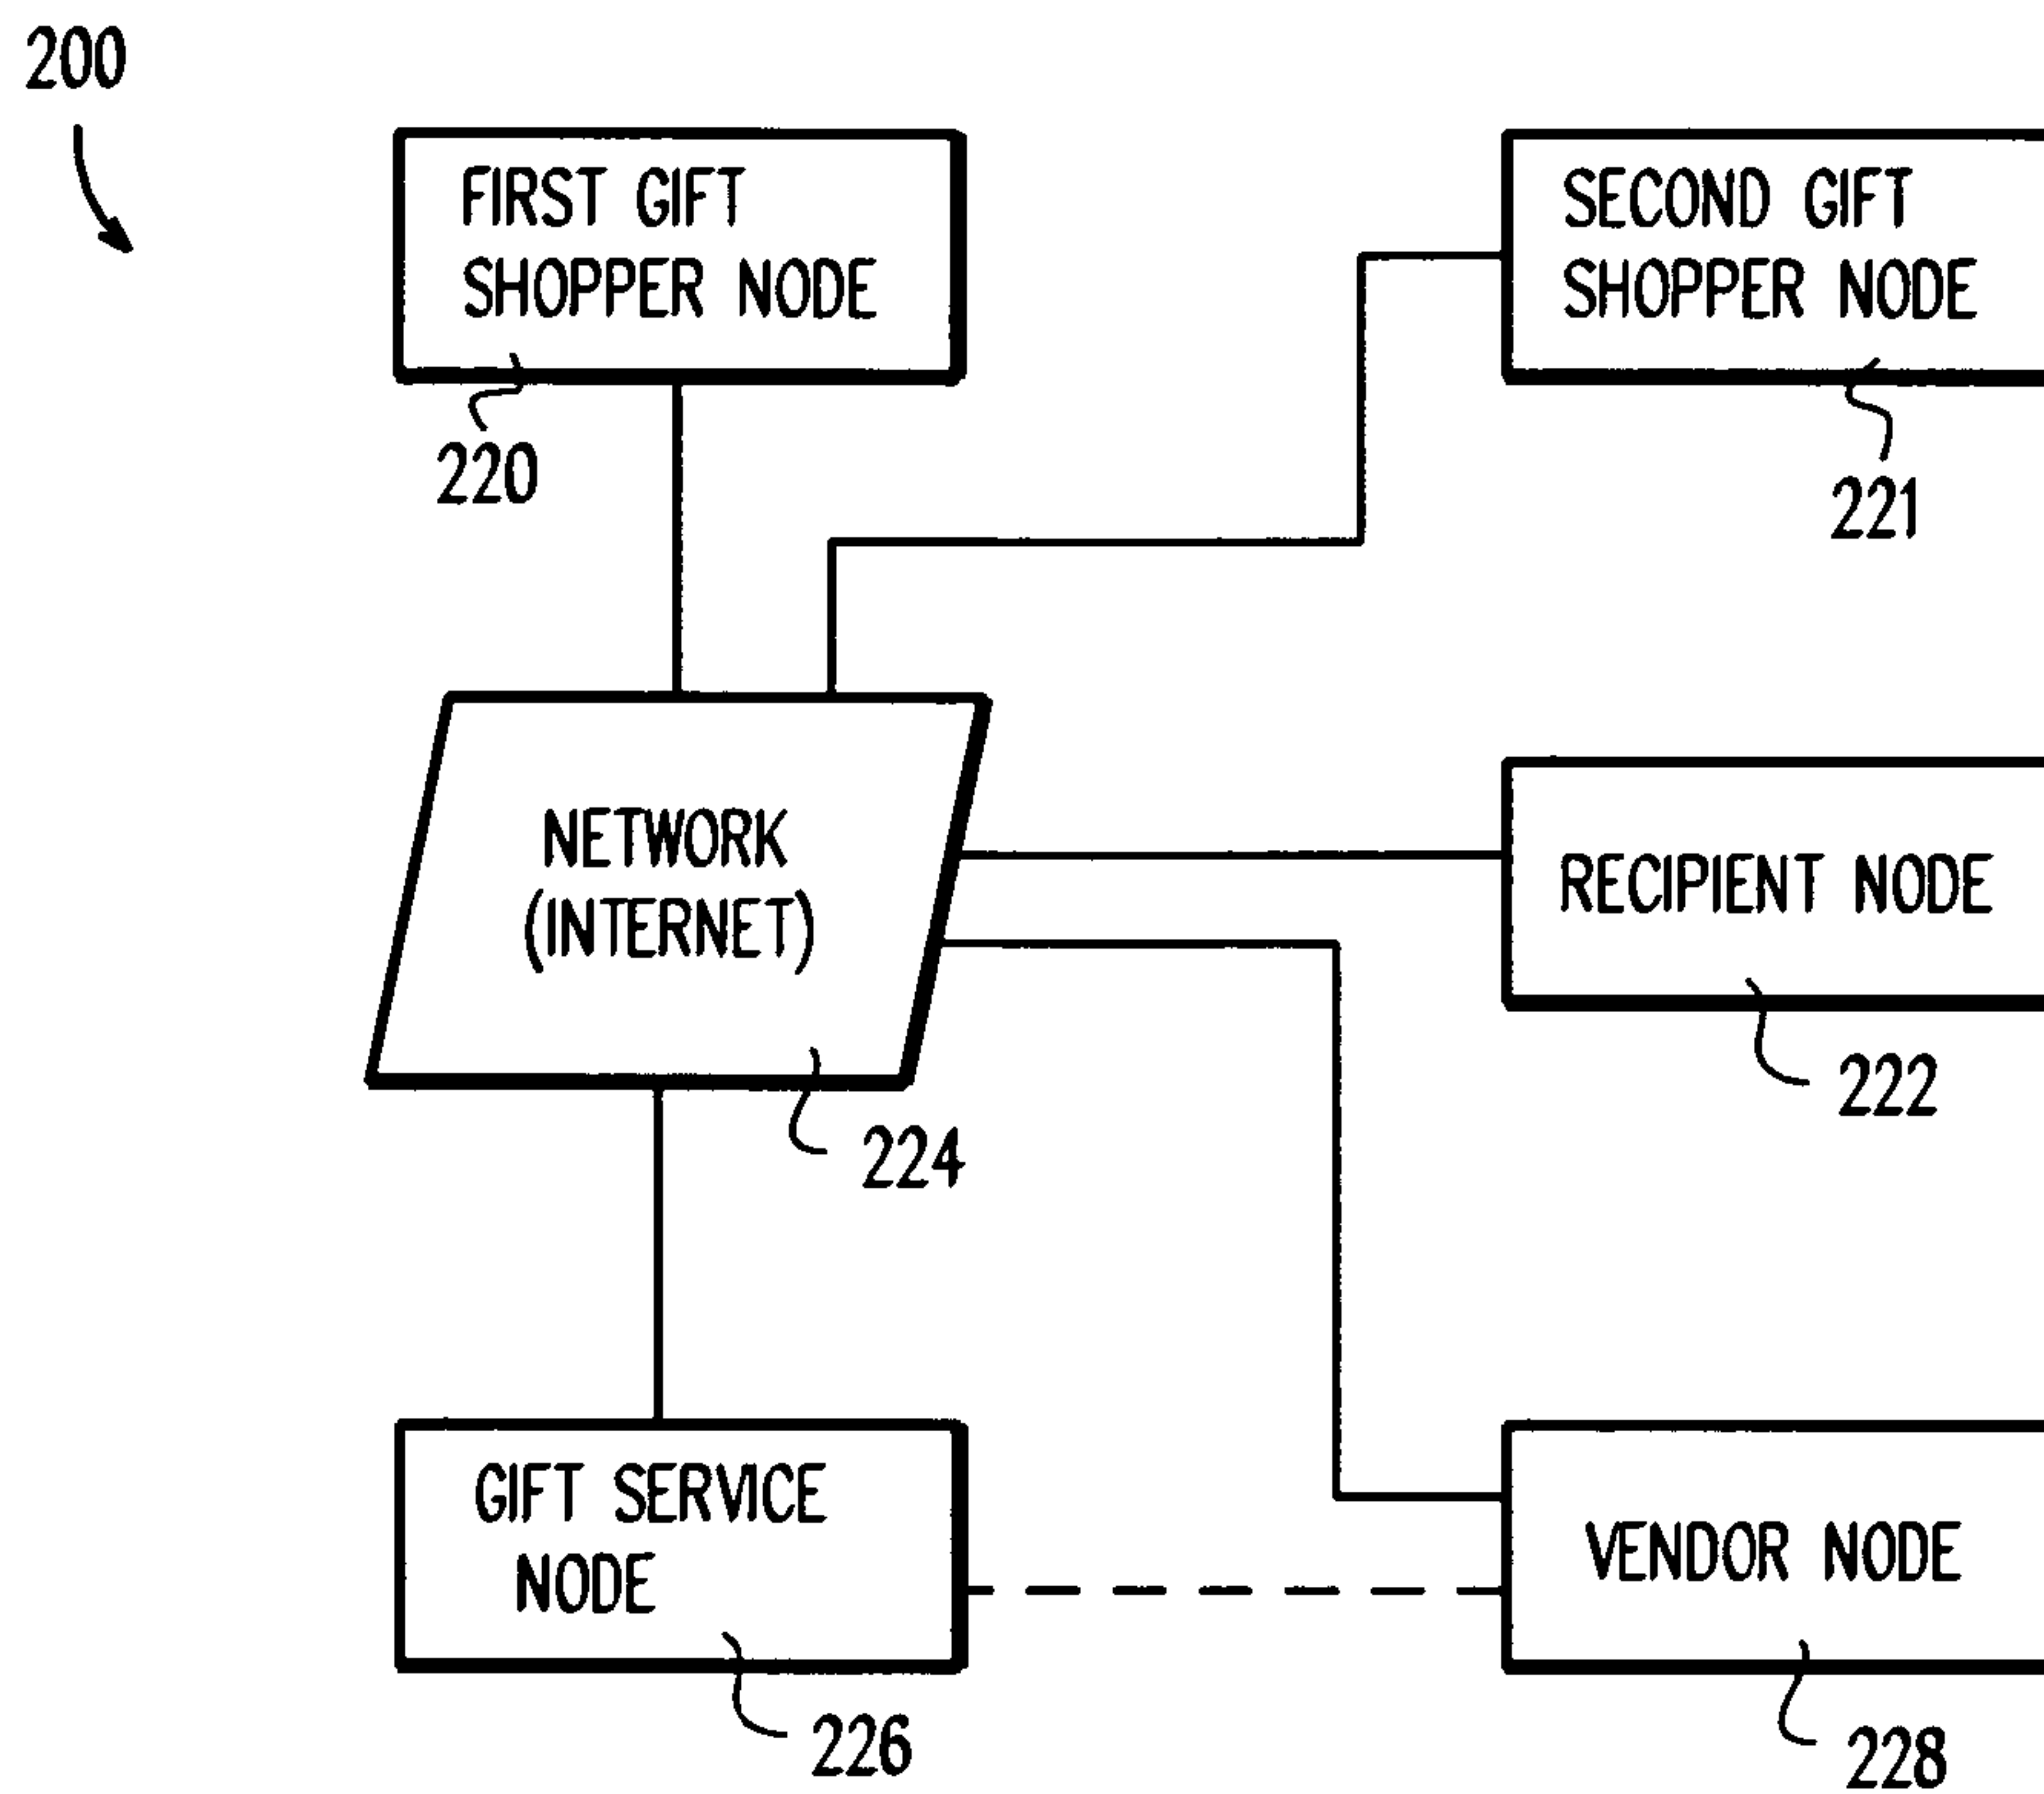 200
FIRST GIFT
SHOPPER NODE
220
SECOND GIFT
SHOPPER NODE
221
NETWORK
(INTERNET)
224
RECIPIENT NODE
222
GIFT SERVICE
NODE
226
VENDOR NODE
228